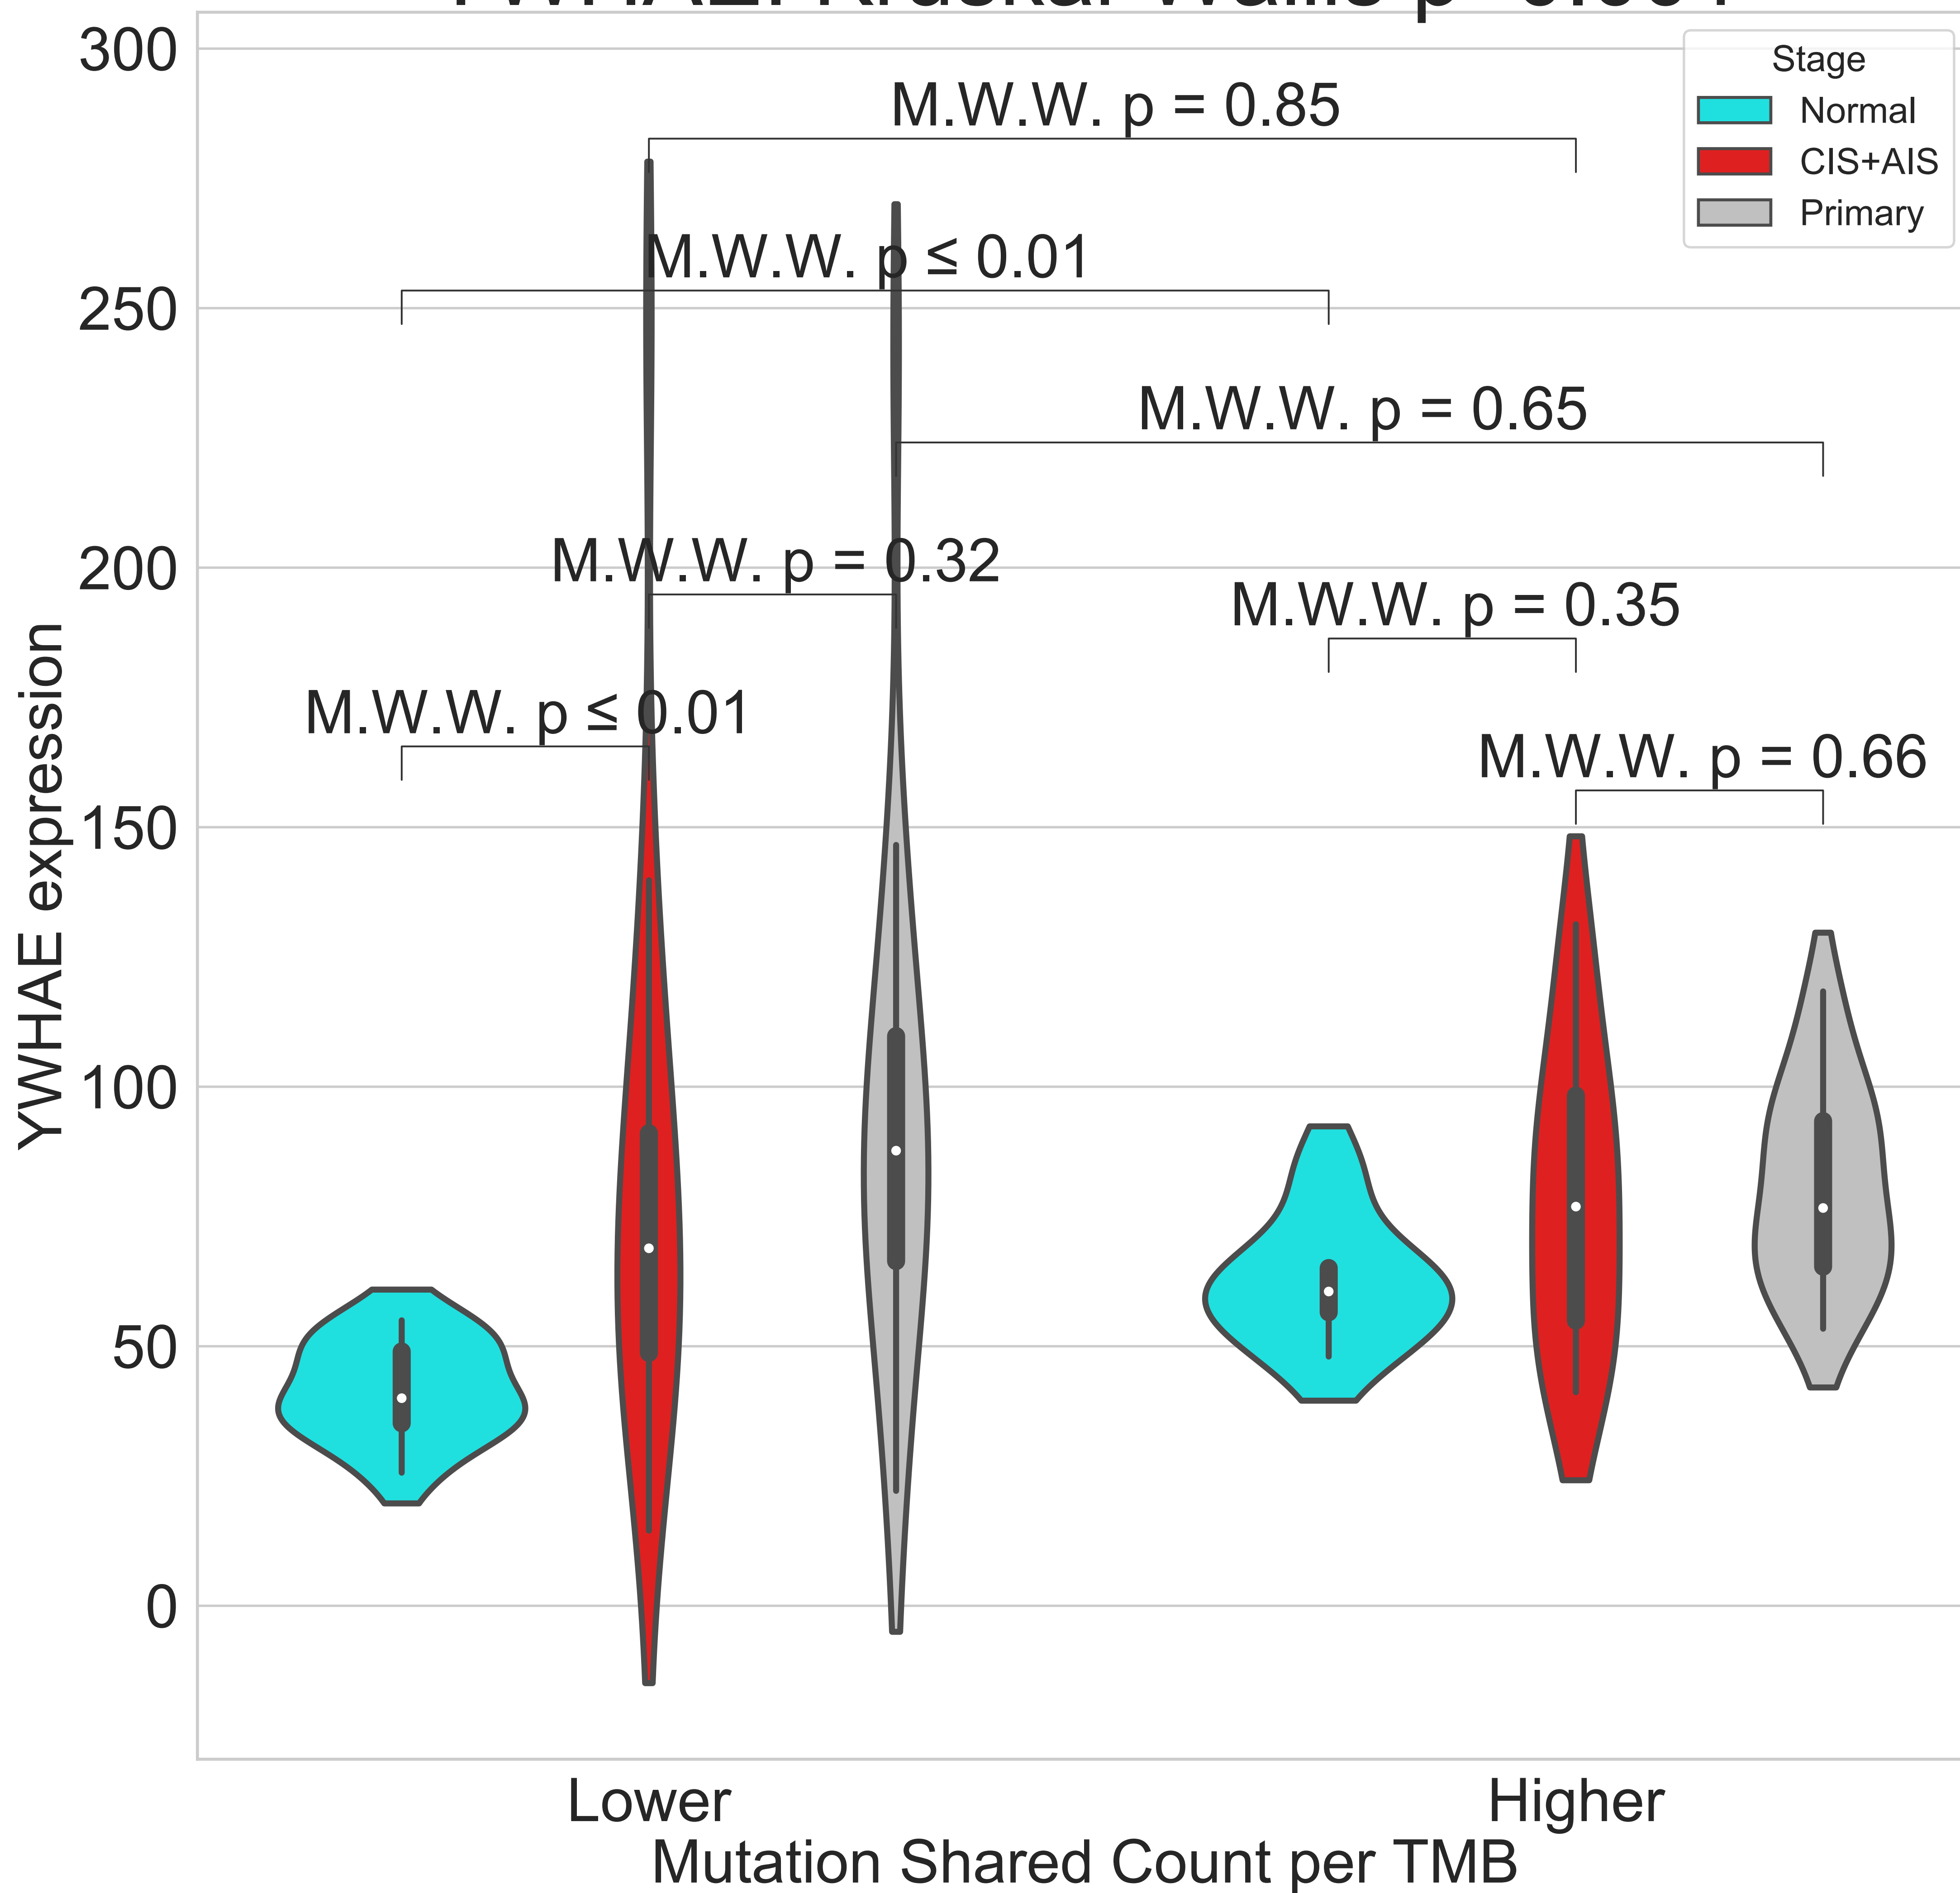 300
250
200
150
100
50
0
YWHAE expression
M.W.W. p = 0.85
M.W.W. p ≤ 0.01
M.W.W. p = 0.65
M.W.W. p = 0.32
M.W.W. p = 0.35
M.W.W. p ≤ 0.01
M.W.W. p = 0.66
Stage
Normal
CIS+AIS
Primary
Lower
Higher
Mutation Shared Count per TMB